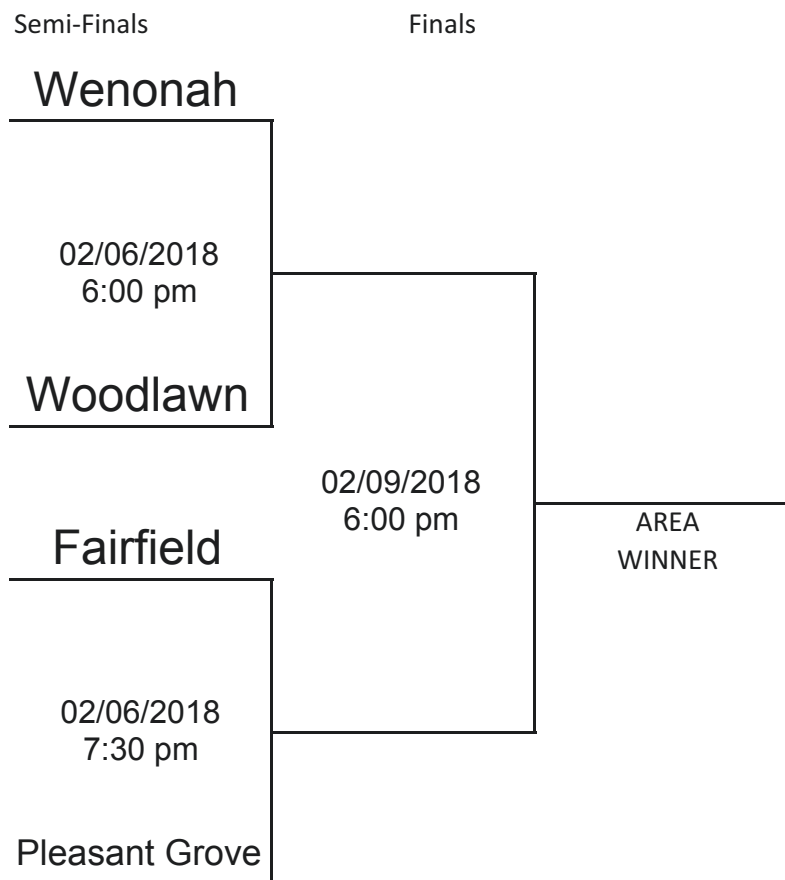 Semi-Finals
Finals
Wenonah
02/06/2018
6:00 pm
Woodlawn
02/09/2018
6:00 pm
AREA
WINNER
Fairfield
02/06/2018
7:30 pm
Pleasant Grove